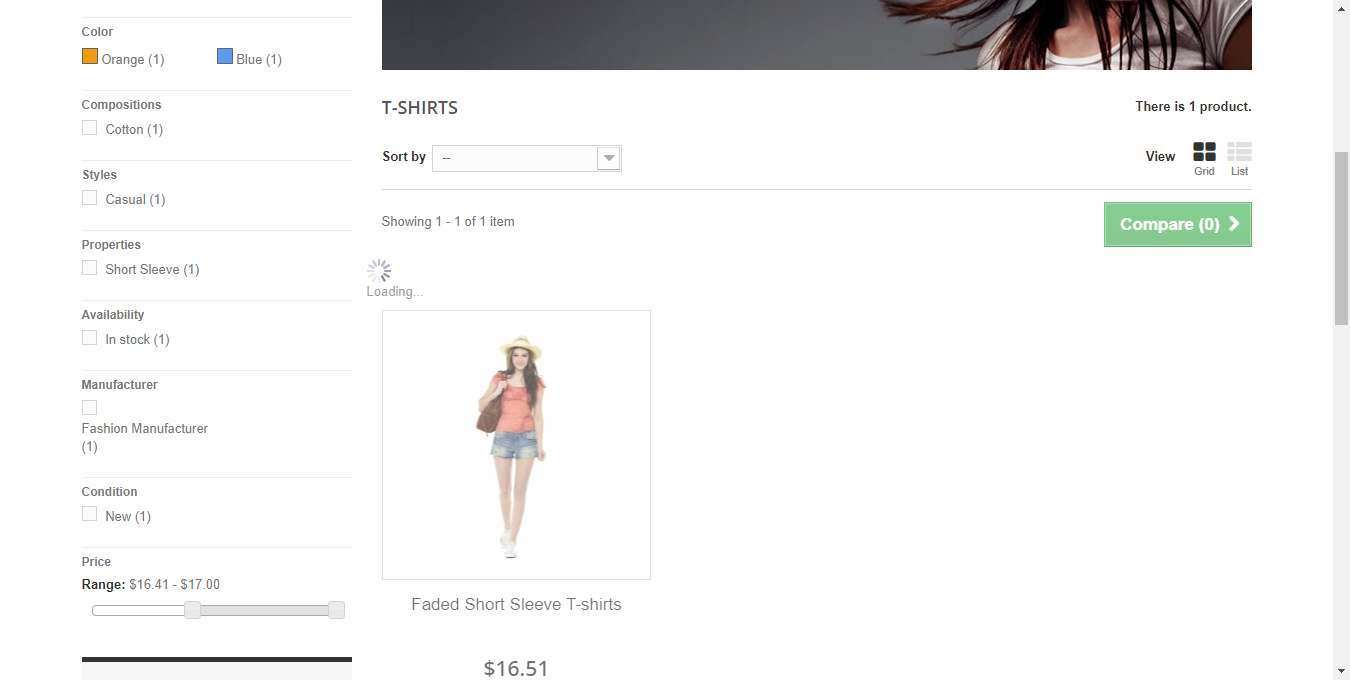 Color
Orange (1)
Blue (1)
Compositions
Cotton (1)
Styles
Casual (1)
Properties
Short Sleeve (1)
Availability
In stock (1)
Manufacturer
Fashion Manufacturer
(1)
Condition
New (1)
Price
Range: $16.41 - $17.00
T-SHIRTS
There is 1 product.
Sort by --
View
Grid
List
Showing 1 - 1 of 1 item
Compare (0)
Loading...
Faded Short Sleeve T-shirts
$16.51